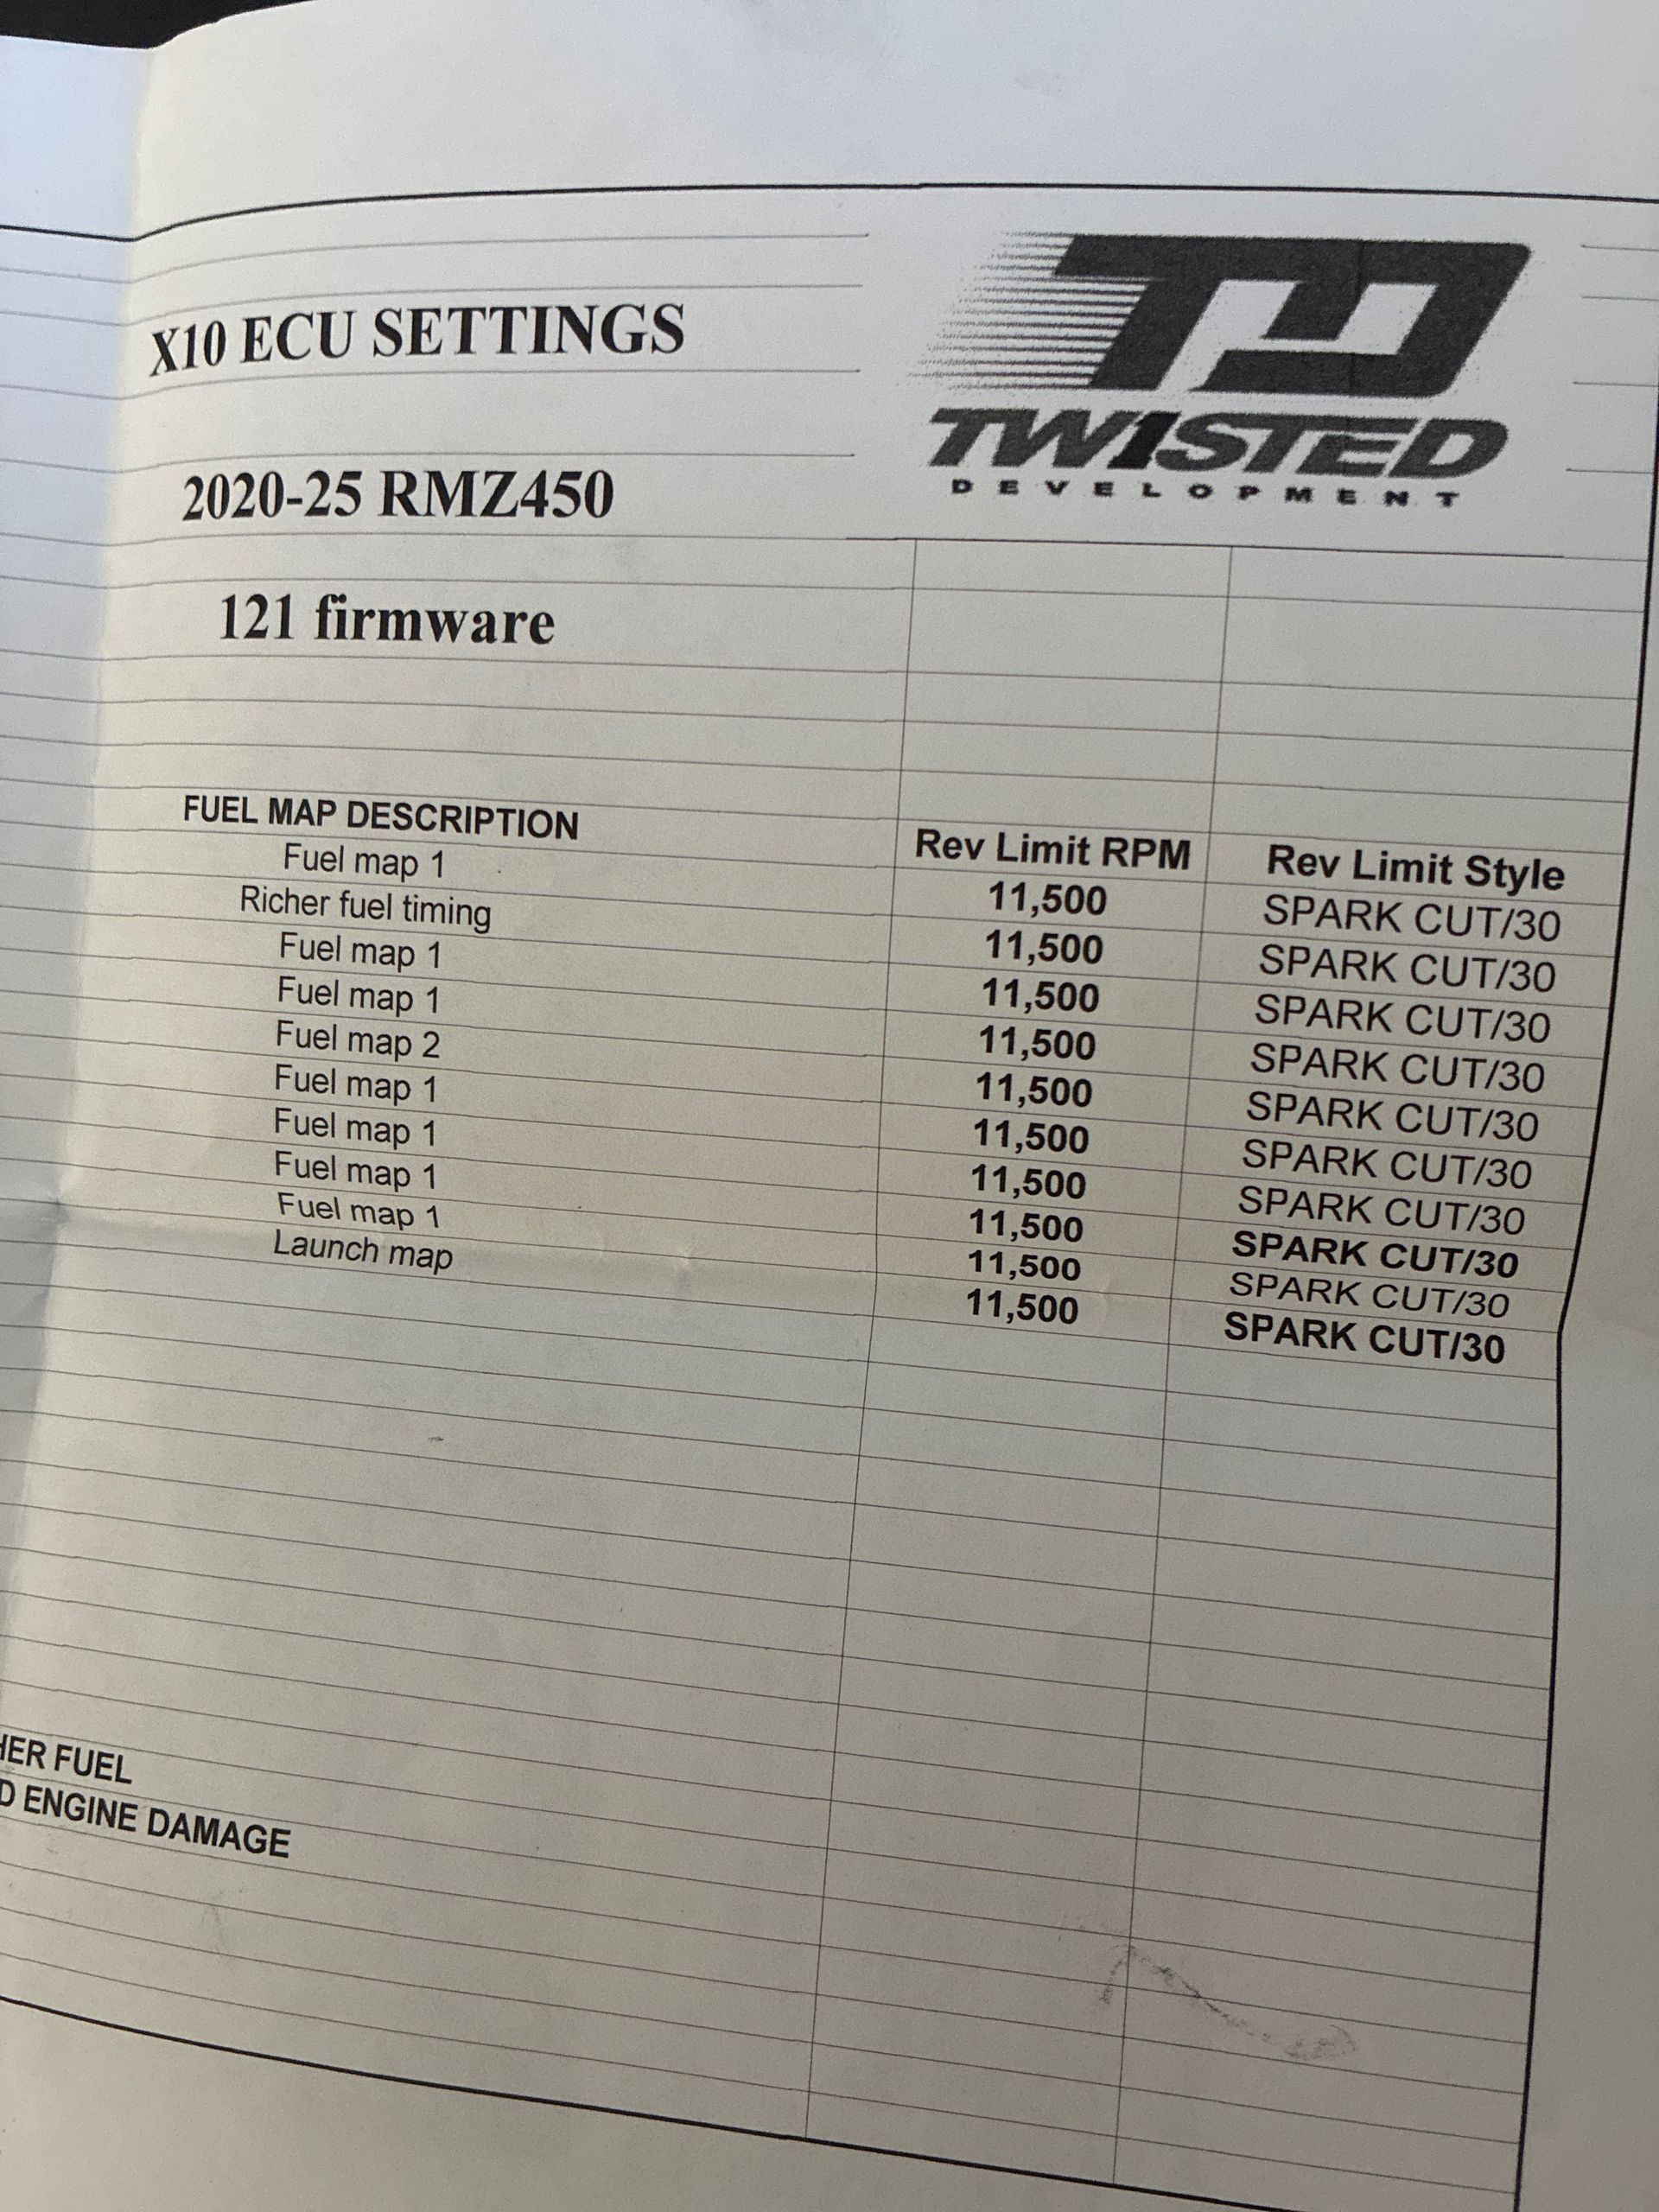 X10 ECU SETTINGS
TD
TW1STED
DEVELOPMENT
2020-25 RMZ450
121 firmware
FUEL MAP DESCRIPTION Rev Limit RPM Rev Limit Style
Fuel map 1 11,500 SPARK CUT/30
Richer fuel timing 11,500 SPARK CUT/30
Fuel map 1 11,500 SPARK CUT/30
Fuel map 1 11,500 SPARK CUT/30
Fuel map 2 11,500 SPARK CUT/30
Fuel map 1 11,500 SPARK CUT/30
Fuel map 1 11,500 SPARK CUT/30
Fuel map 1 11,500 SPARK CUT/30
Fuel map 1 11,500 SPARK CUT/30
Launch map 11,500 SPARK CUT/30
HER FUEL
D ENGINE DAMAGE